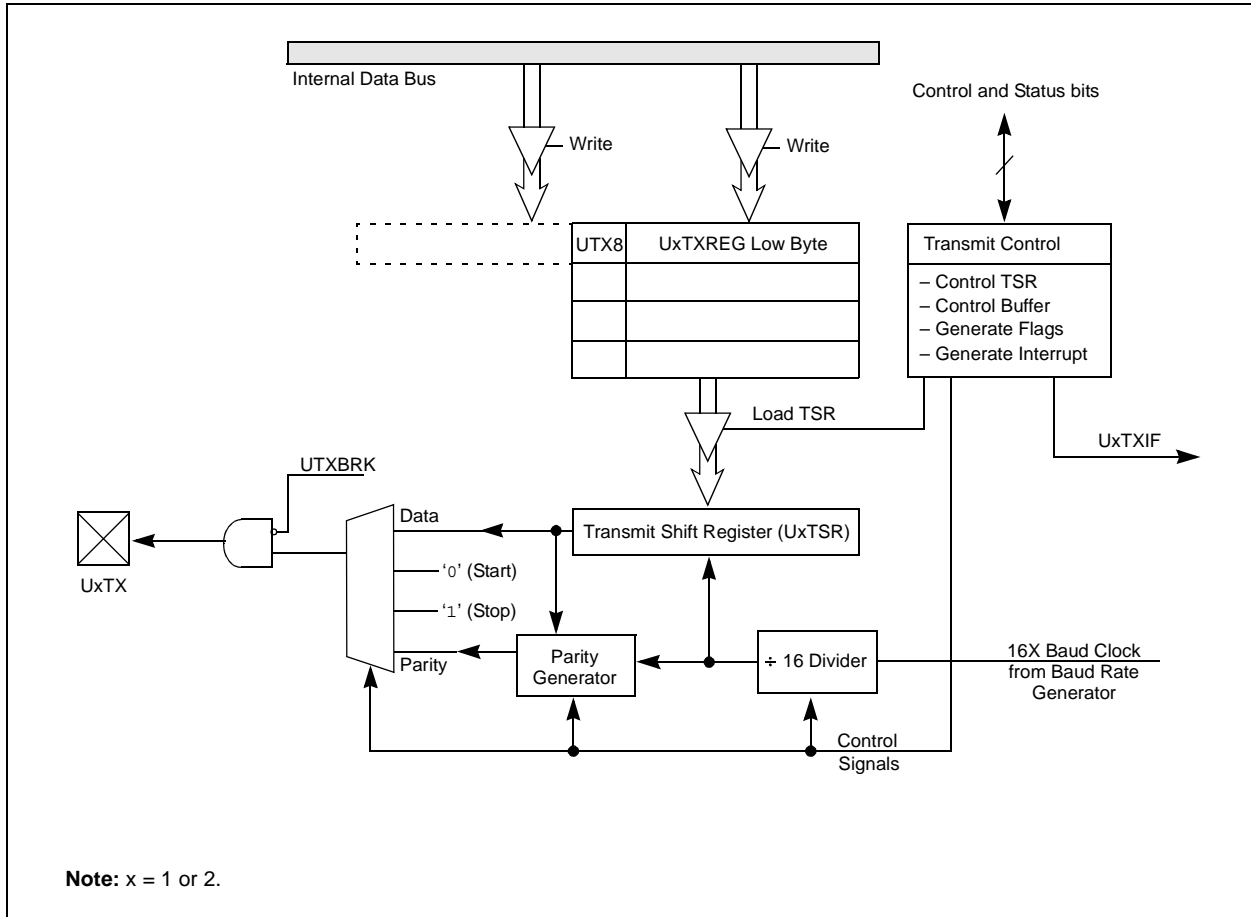 Internal Data Bus
Control and Status bits
Write
Write
UTX8
UxTXREG Low Byte
Transmit Control
– Control TSR
– Control Buffer
– Generate Flags
– Generate Interrupt
Load TSR
UxTXIF
UTXBRK
Data
Transmit Shift Register (UxTSR)
UxTX
‘0’ (Start)
‘1’ (Stop)
Parity
Parity
Generator
÷ 16 Divider
16X Baud Clock
from Baud Rate
Generator
Control
Signals
Note: x = 1 or 2.